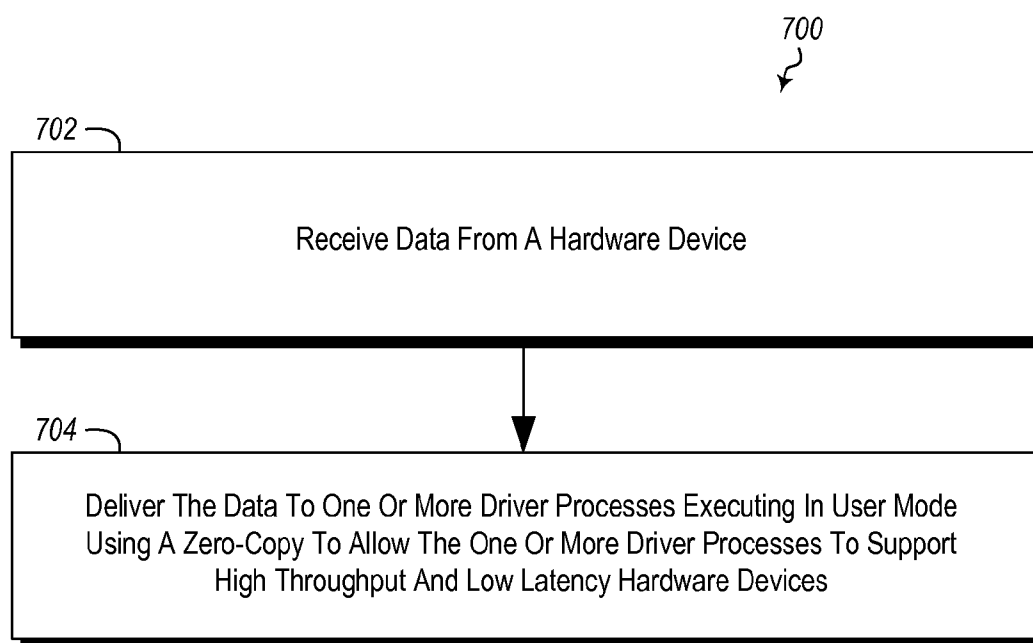 700
702
Receive Data From A Hardware Device
704
Deliver The Data To One Or More Driver Processes Executing In User Mode
Using A Zero-Copy To Allow The One Or More Driver Processes To Support
High Throughput And Low Latency Hardware Devices